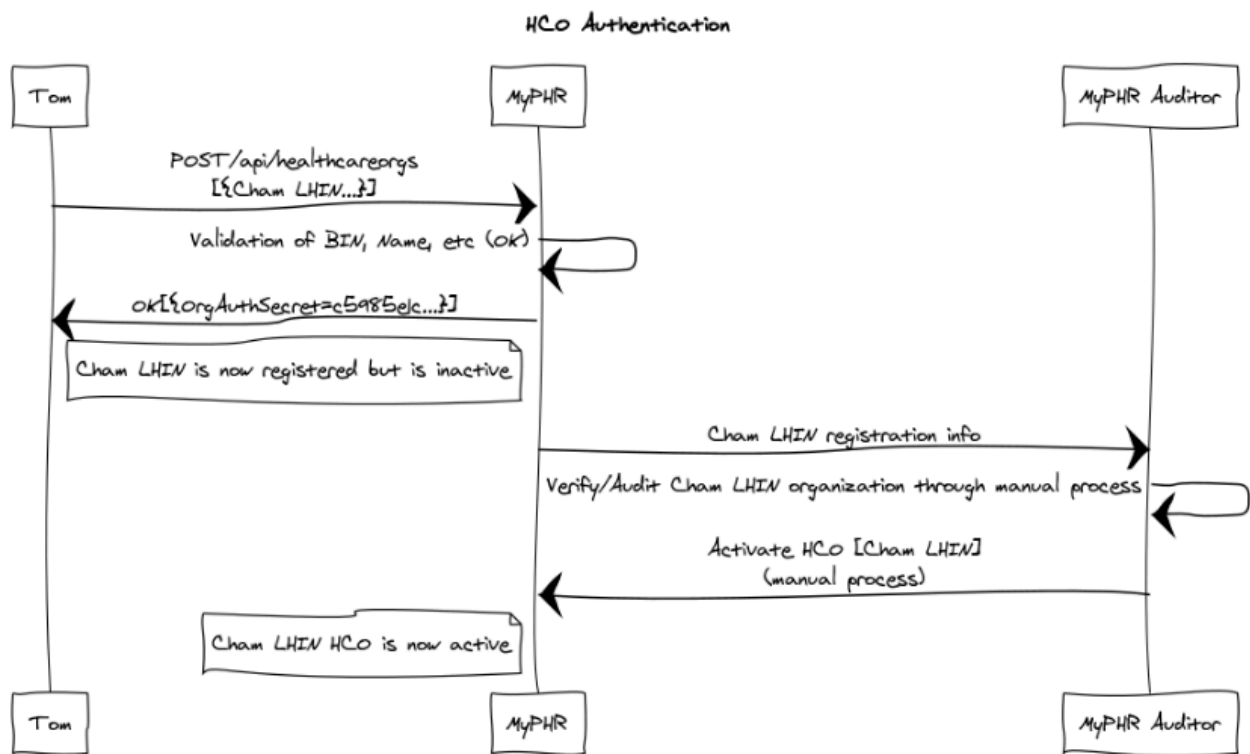 HCO Authentication
Tom
MyPHR
MyPHR Auditor
POST/api/healthcareorgs
[{Cham LHIN...}]
Validation of BIN, Name, etc (OK)
OK[{OrgAuthSecret=c5985e1c...}]
Cham LHIN is now registered but is inactive
Cham LHIN registration info
Verify/Audit Cham LHIN organization through manual process
Activate HCO [Cham LHIN]
(manual process)
Cham LHIN HCO is now active
Tom
MyPHR
MyPHR Auditor